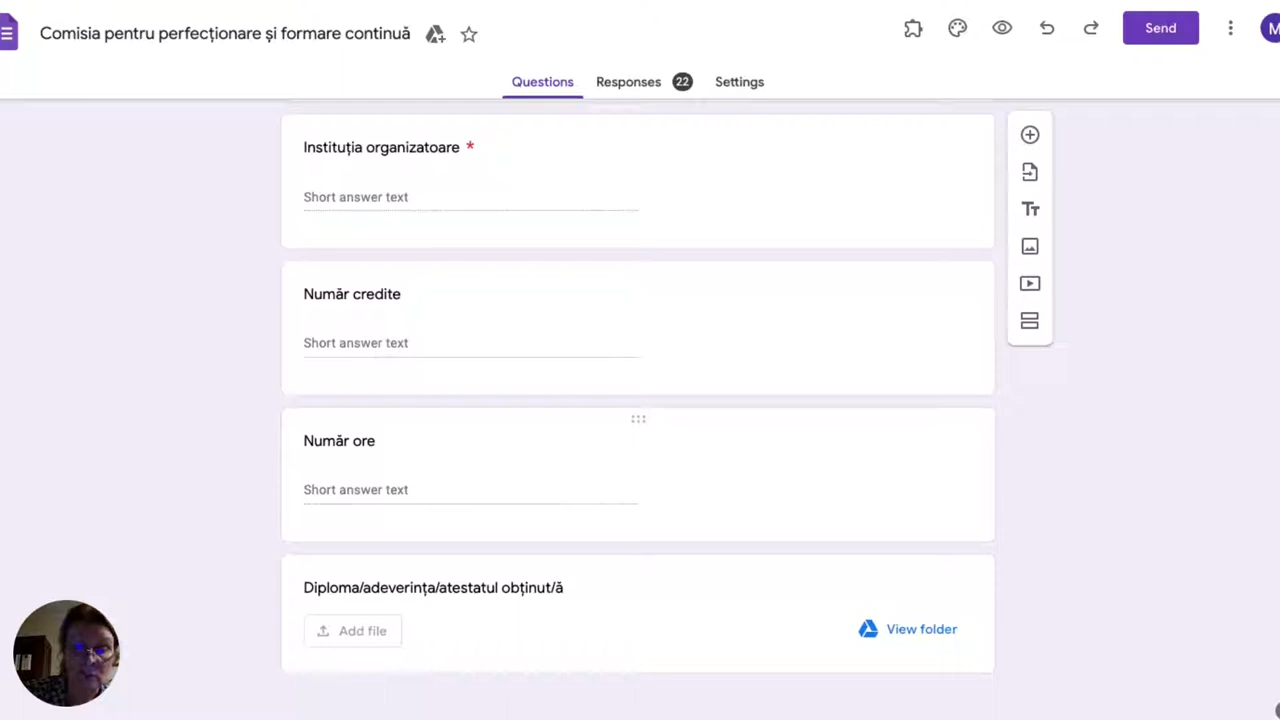 Comisia pentru perfecționare și formare continuă
Send
M
Questions
Responses 22
Settings
Instituția organizatoare *
Short answer text
Număr credite
Short answer text
Număr ore
Short answer text
Diploma/adeverința/atestatul obținut/ă
Add file
View folder